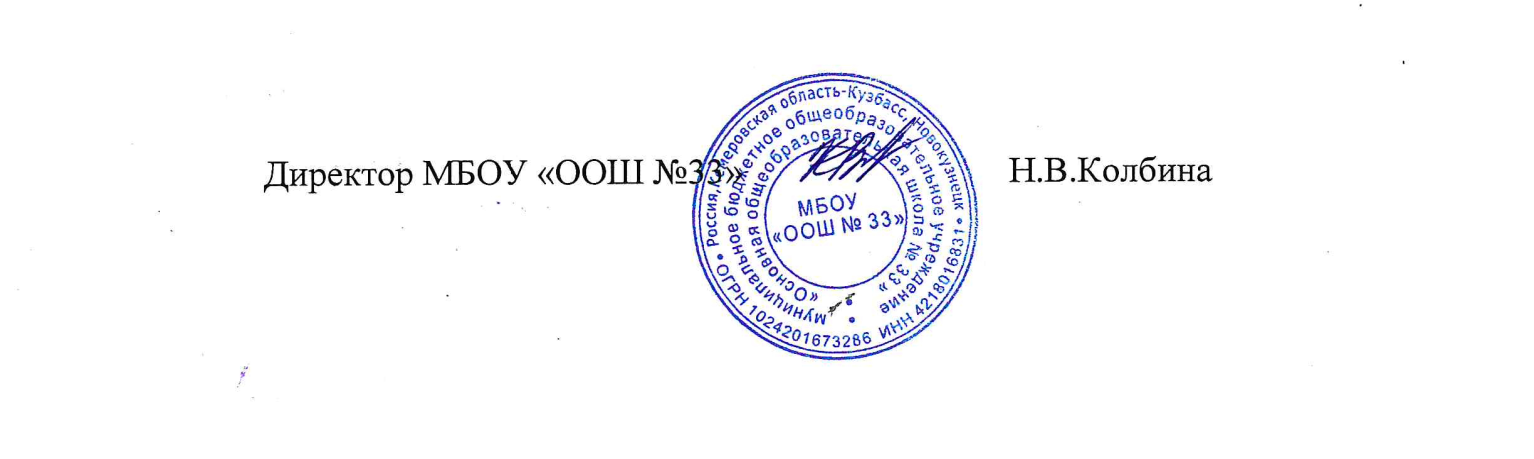 Директор МБОУ «ООШ №33»
Н.В.Колбина
• Россия, Кемеровская область-Кузбасс, Новокузнецк •
ОГРН 1024201673286 ИНН 4218016831
муниципальное бюджетное общеобразовательное учреждение
«Основная общеобразовательная школа № 33»
МБОУ
«ООШ № 33»